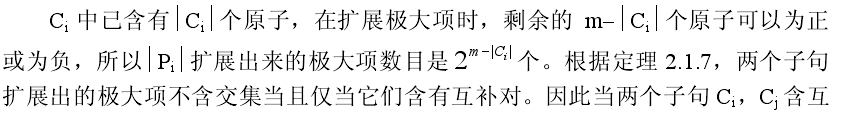 C_i 中已含有|C_i|个原子，在扩展极大项时，剩余的 m−|C_i|个原子可以为正
或为负，所以|P_i|扩展出来的极大项数目是 2^{m−|C_i|} 个。根据定理 2.1.7，两个子句
扩展出的极大项不含交集当且仅当它们含有互补对。因此当两个子句 C_i，C_j 含互